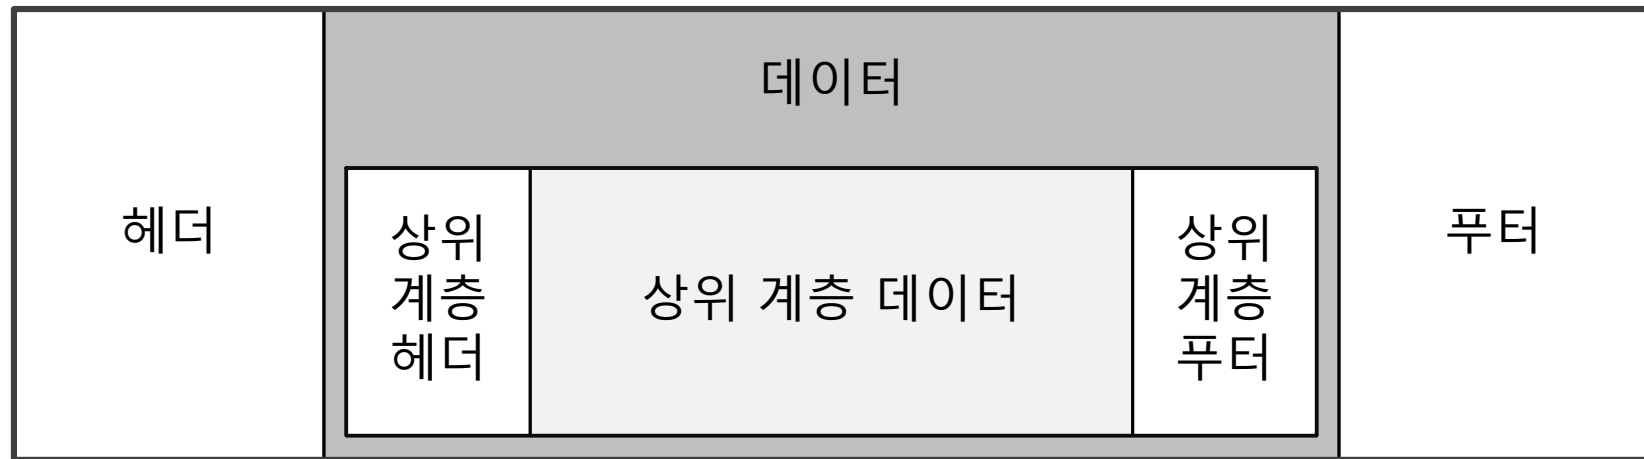 헤더
데이터
상위
계층
헤더
상위 계층 데이터
상위
계층
푸터
푸터